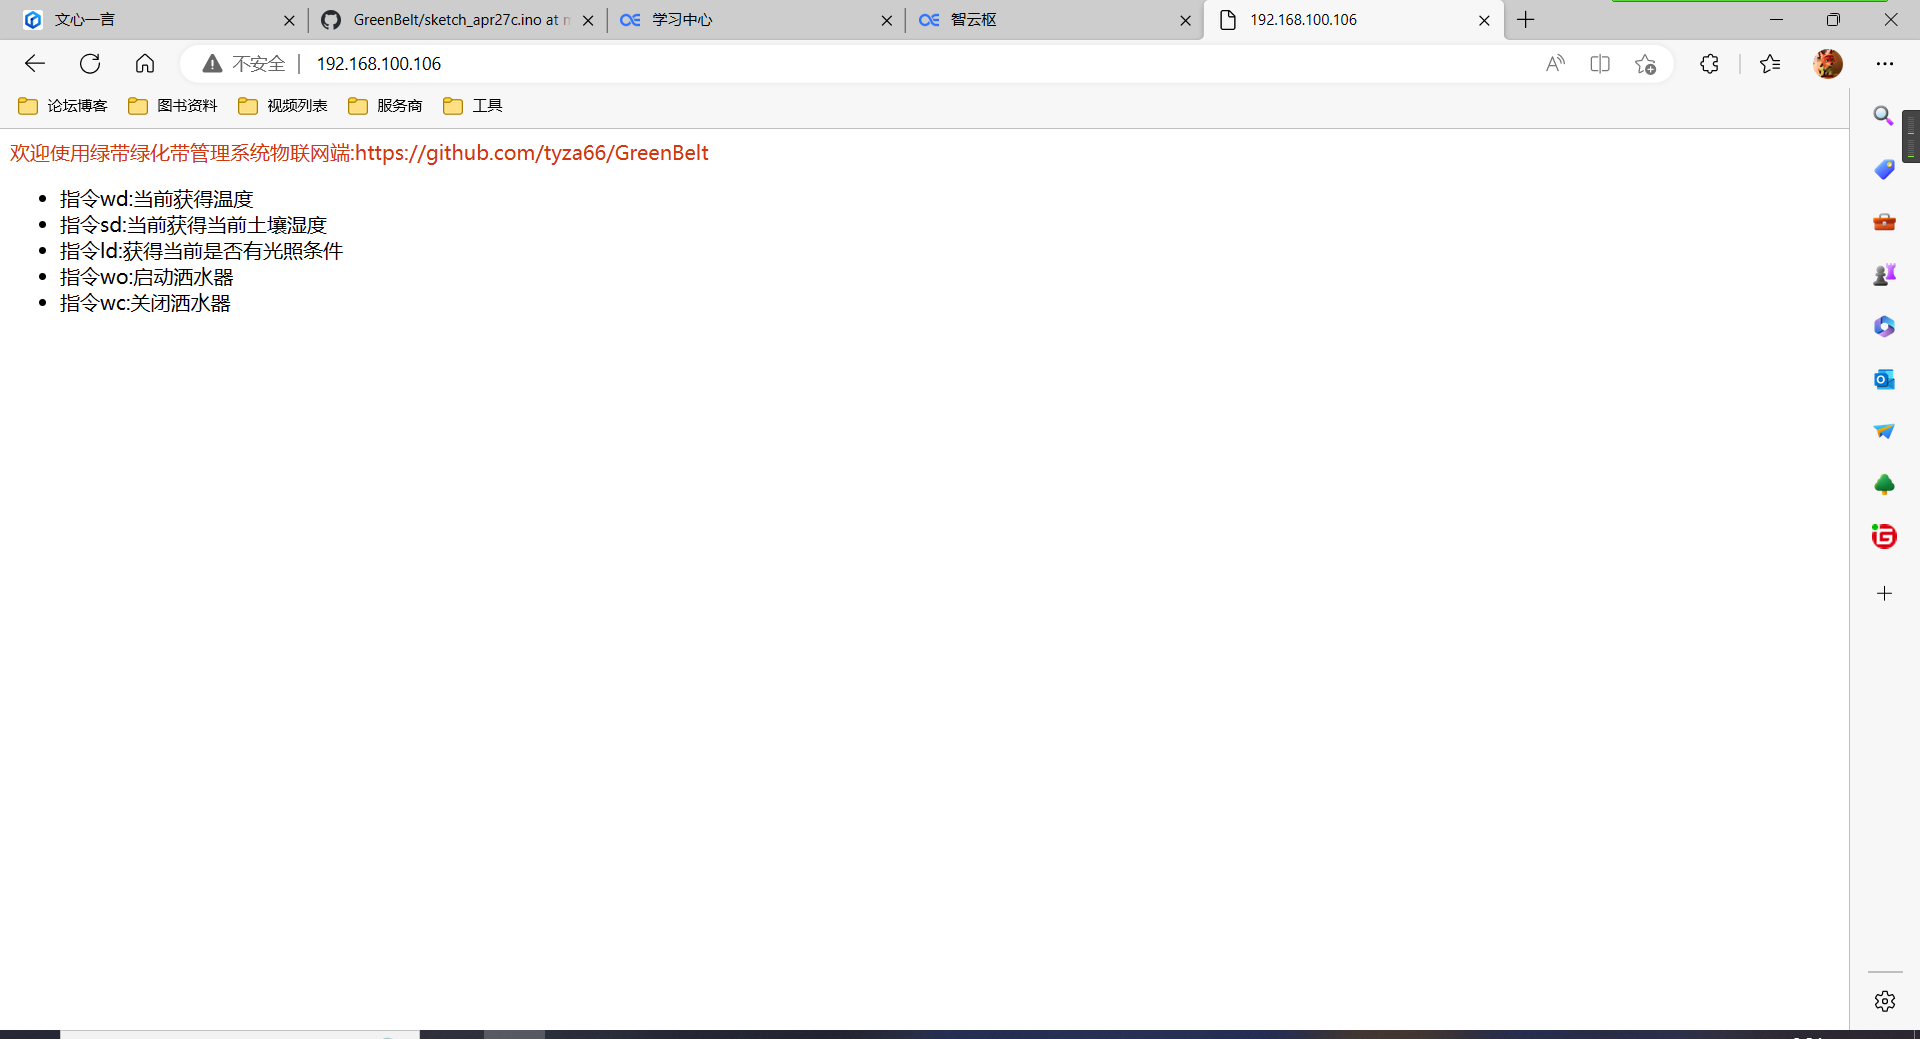 文心一言
GreenBelt/sketch_apr27c.ino at
学习中心
智云枢
192.168.100.106
不安全 192.168.100.106
论坛博客 图书资料 视频列表 服务商 工具
欢迎使用绿带绿化带管理系统物联网端:https://github.com/tyza66/GreenBelt
指令wd:当前获得温度
指令sd:当前获得当前土壤湿度
指令ld:获得当前是否有光照条件
指令wo:启动洒水器
指令wc:关闭洒水器